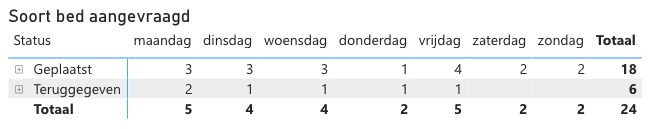 Soort bed aangevraagd
Status maandag dinsdag woensdag donderdag vrijdag zaterdag zondag Totaal
Geplaatst 3 3 3 1 4 2 2 18
Teruggegeven 2 1 1 1 1 6
Totaal 5 4 4 2 5 2 2 24